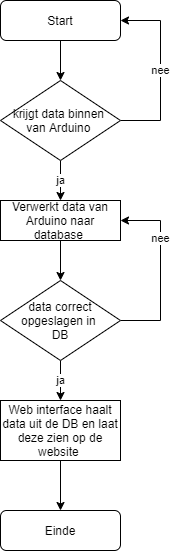 Start
nee
krijgt data binnen
van Arduino
ja
Verwerkt data van
Arduino naar
database
nee
data correct
opgeslagen in
DB
ja
Web interface haalt
data uit de DB en laat
deze zien op de
website
Einde